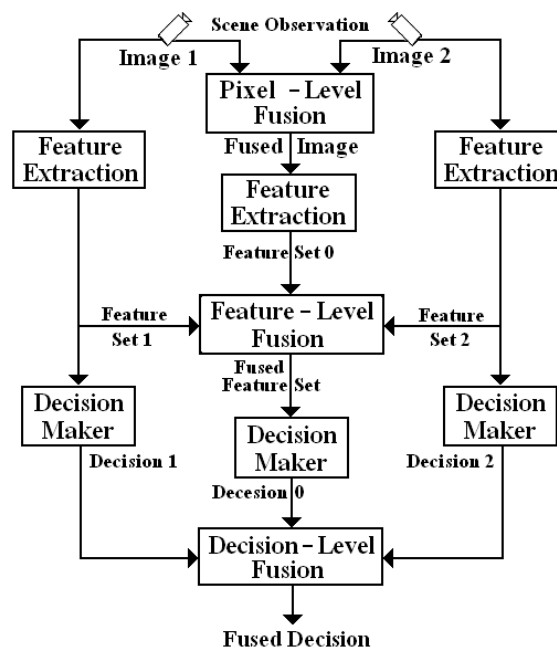 Scene Observation
Image 1
Image 2
Pixel – Level
Fusion
Fused Image
Feature
Extraction
Feature
Extraction
Feature
Extraction
Feature Set 0
Feature – Level
Fusion
Feature
Set 1
Feature
Set 2
Fused
Feature Set
Decision
Maker
Decision
Maker
Decision
Maker
Decision 1
Decision 2
Decesion 0
Decision – Level
Fusion
Fused Decision